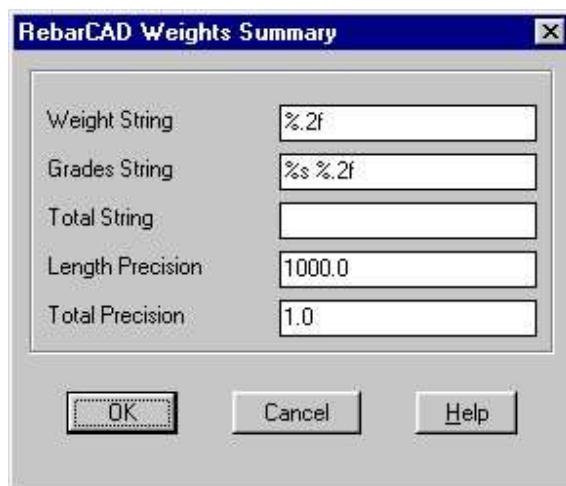 RebarCAD Weights Summary
Weight String %.2f
Grades String %s %.2f
Total String
Length Precision 1000.0
Total Precision 1.0
OK Cancel Help